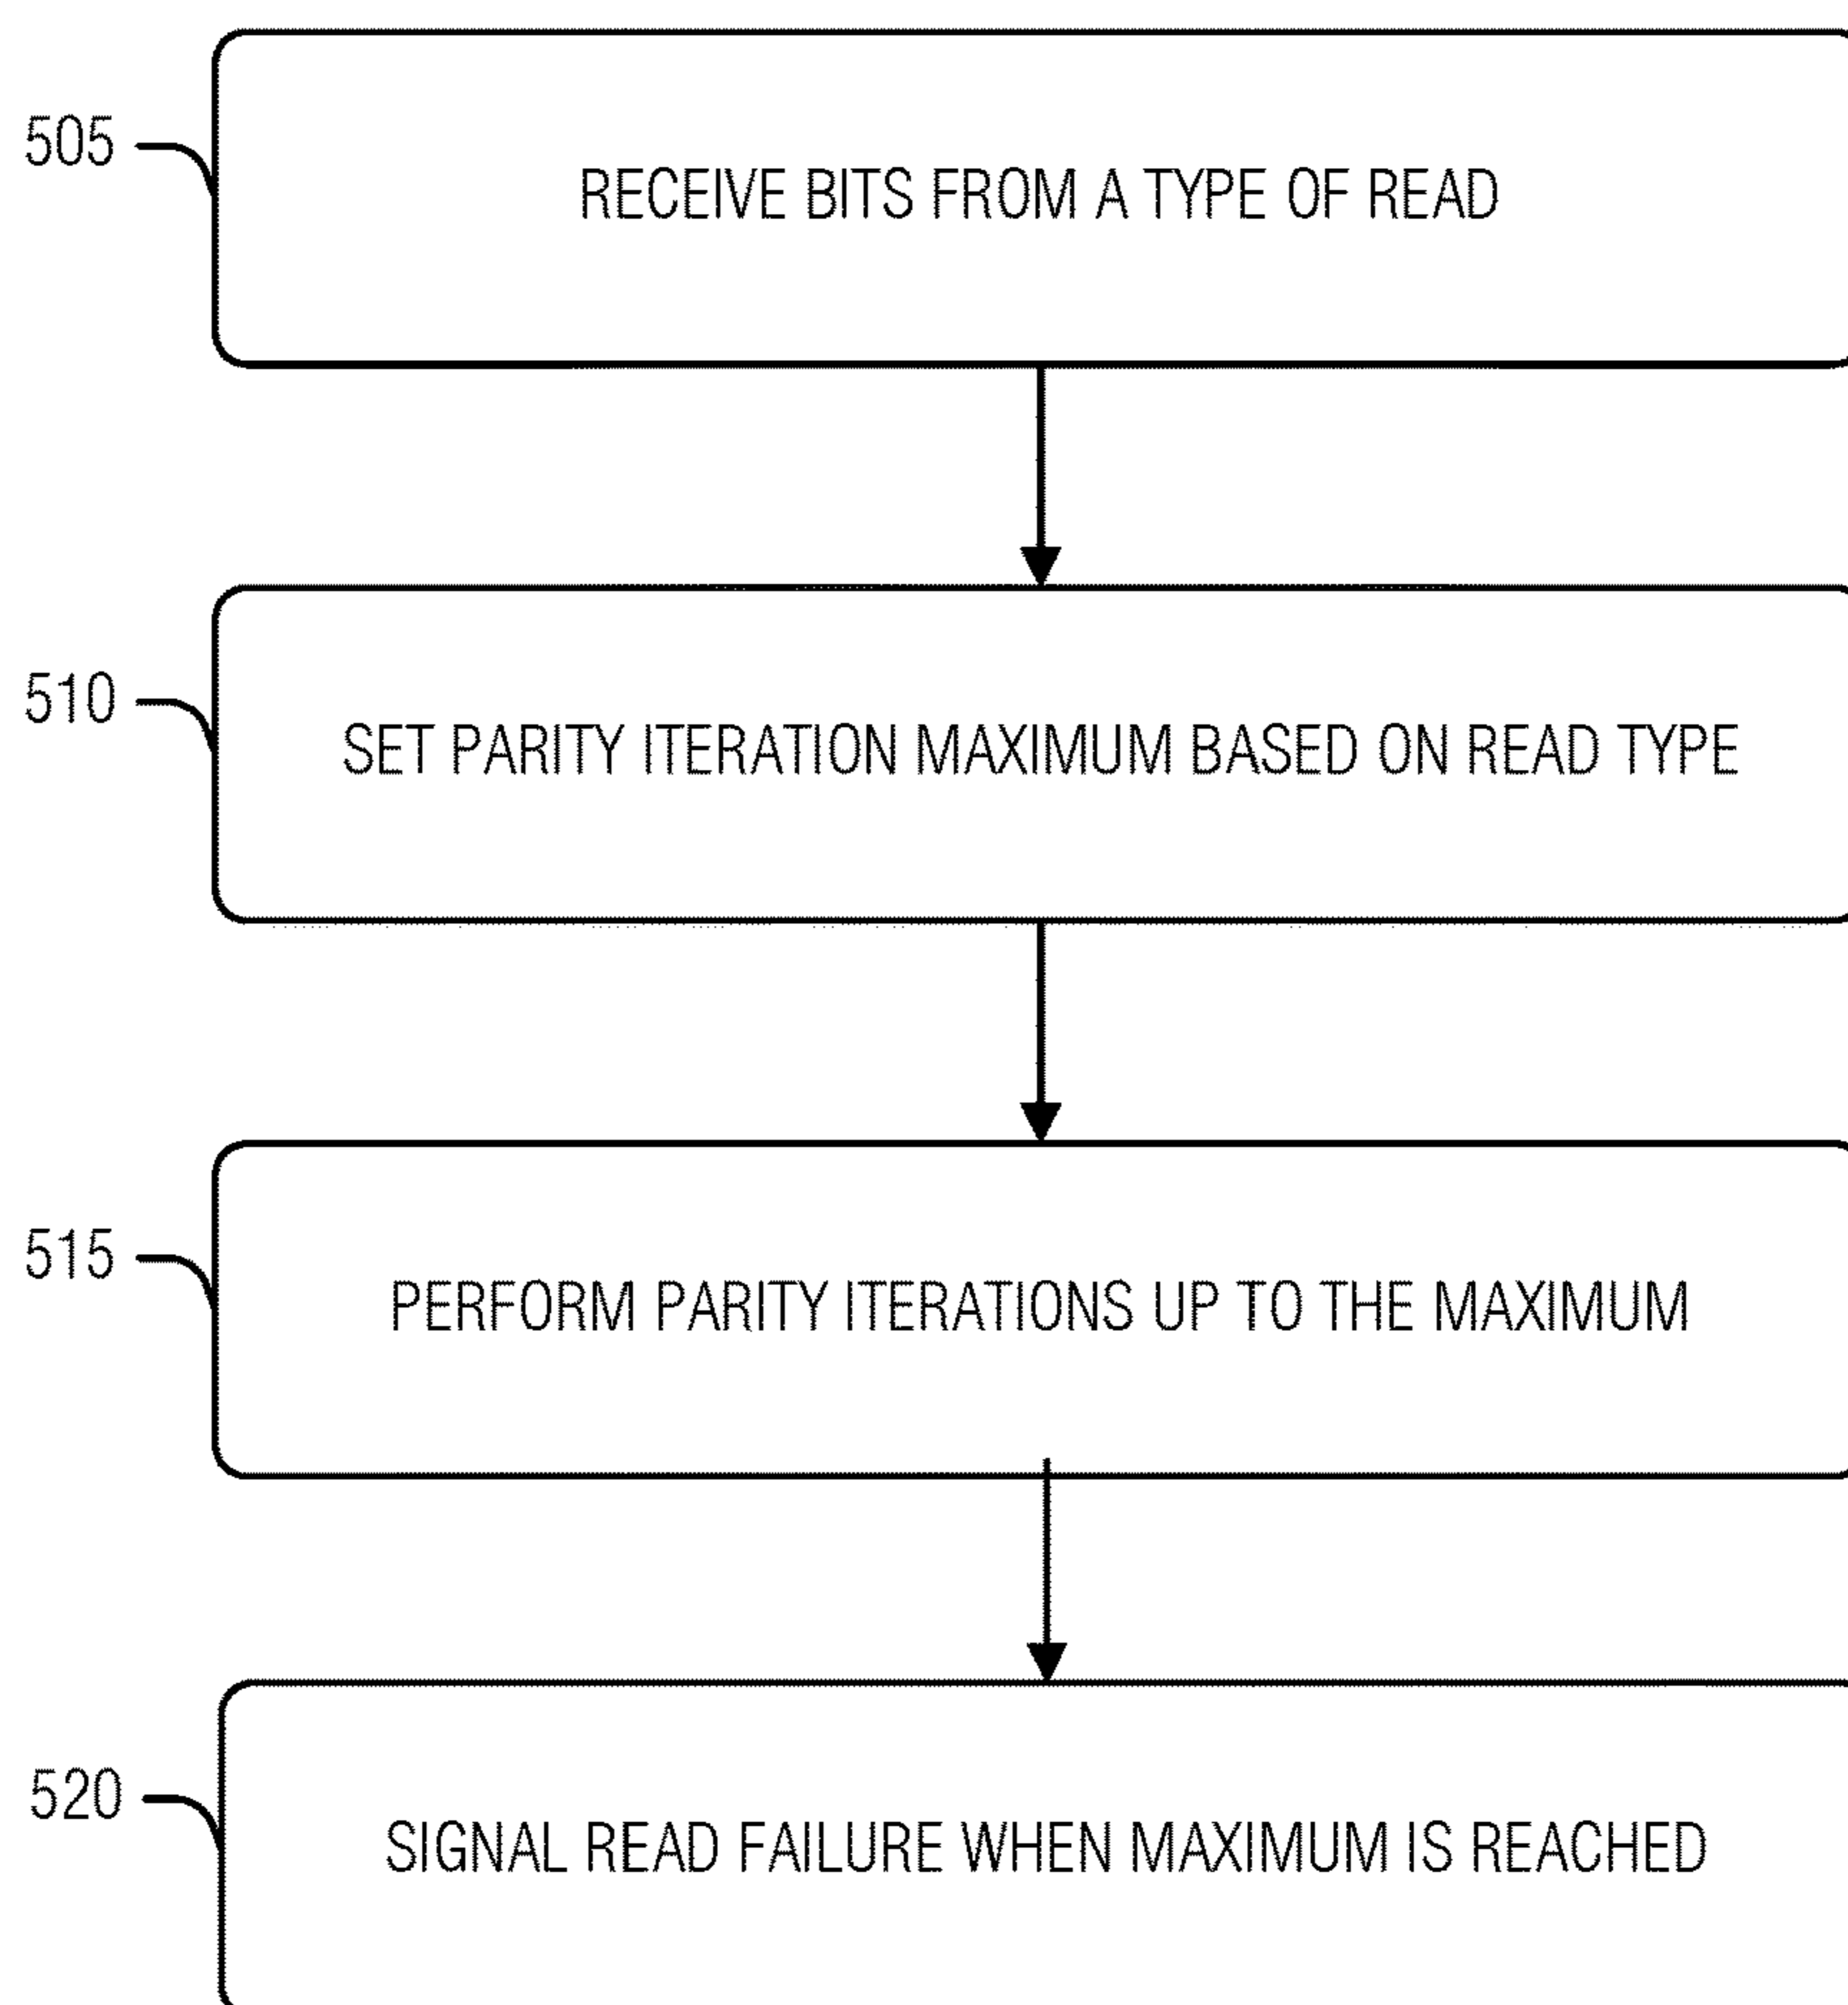 505
RECEIVE BITS FROM A TYPE OF READ
510
SET PARITY ITERATION MAXIMUM BASED ON READ TYPE
515
PERFORM PARITY ITERATIONS UP TO THE MAXIMUM
520
SIGNAL READ FAILURE WHEN MAXIMUM IS REACHED